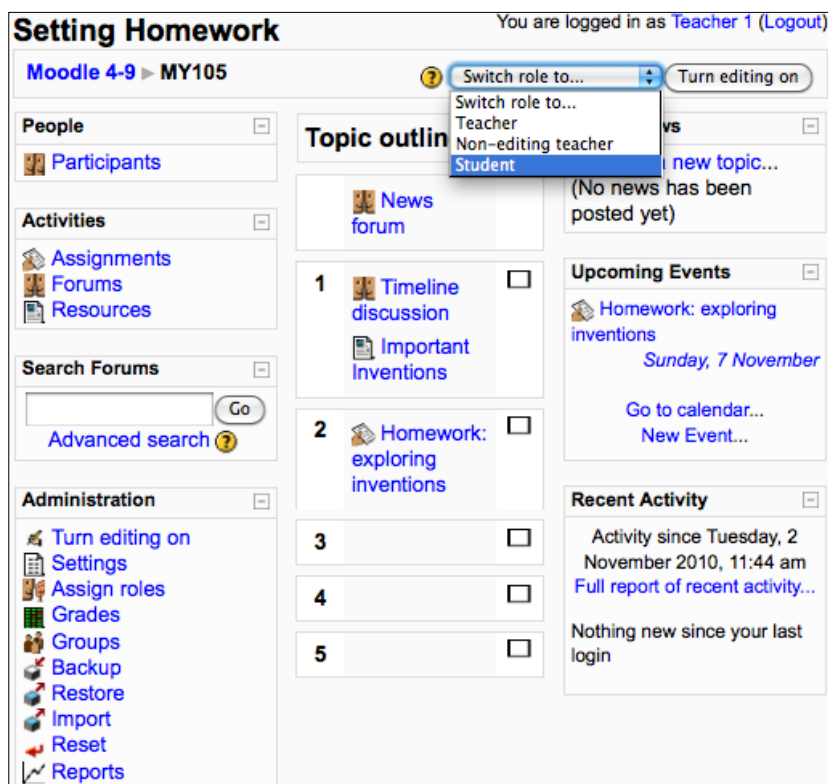 Setting Homework
You are logged in as Teacher 1 (Logout)
Moodle 4-9 ► MY105
Switch role to...
Turn editing on
Switch role to...
Teacher
Non-editing teacher
Student
People
Participants
Activities
Assignments
Forums
Resources
Search Forums
Go
Advanced search
Administration
Turn editing on
Settings
Assign roles
Grades
Groups
Backup
Restore
Import
Reset
Reports
Topic outlin
News
forum
1
Timeline
discussion
Important
Inventions
2
Homework:
exploring
inventions
3
4
5
new topic...
(No news has been
posted yet)
Upcoming Events
Homework: exploring
inventions
Sunday, 7 November
Go to calendar...
New Event...
Recent Activity
Activity since Tuesday, 2
November 2010, 11:44 am
Full report of recent activity...
Nothing new since your last
login